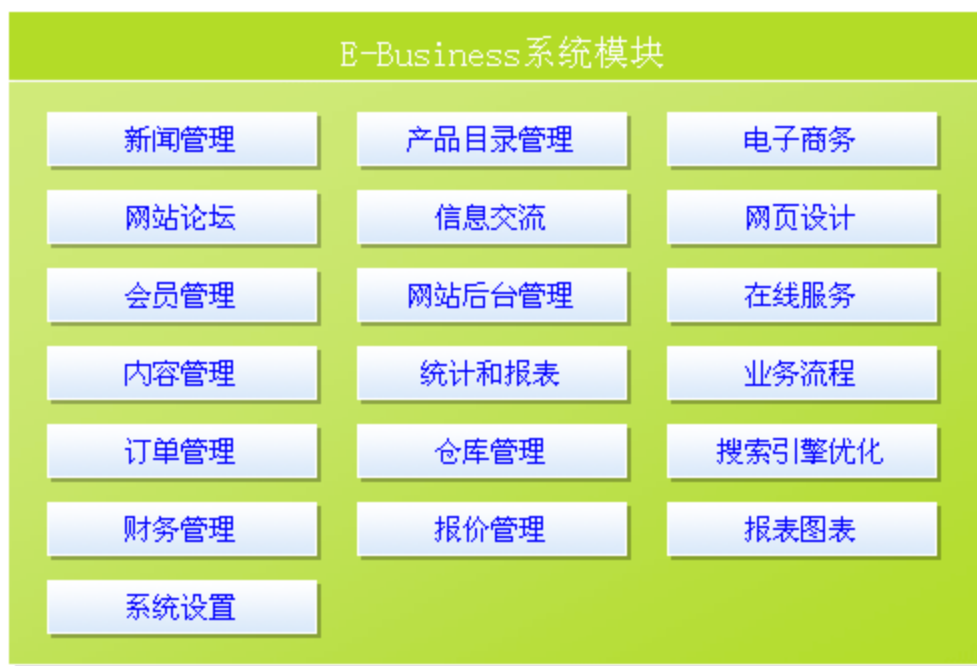 E-Business系统模块
新闻管理 产品目录管理 电子商务
网站论坛 信息交流 网页设计
会员管理 网站后台管理 在线服务
内容管理 统计和报表 业务流程
订单管理 仓库管理 搜索引擎优化
财务管理 报价管理 报表图表
系统设置